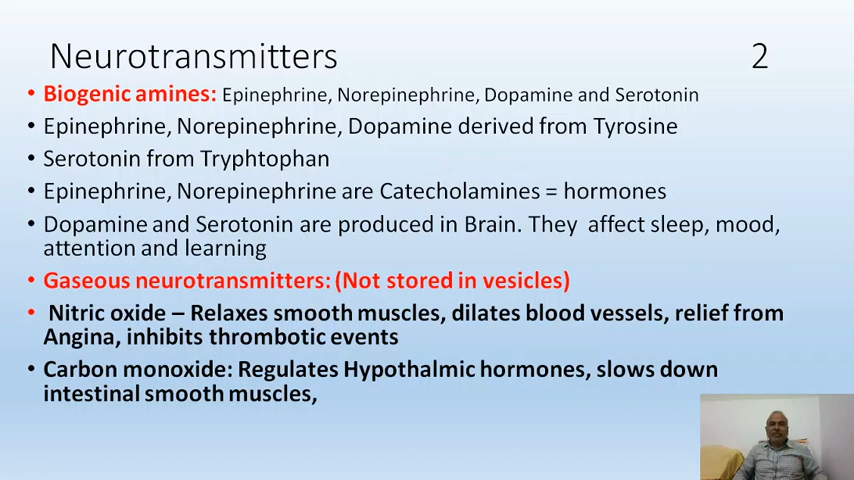 Neurotransmitters 2
• Biogenic amines: Epinephrine, Norepinephrine, Dopamine and Serotonin
• Epinephrine, Norepinephrine, Dopamine derived from Tyrosine
• Serotonin from Tryphtophan
• Epinephrine, Norepinephrine are Catecholamines = hormones
• Dopamine and Serotonin are produced in Brain. They affect sleep, mood,
attention and learning
• Gaseous neurotransmitters: (Not stored in vesicles)
• Nitric oxide – Relaxes smooth muscles, dilates blood vessels, relief from
Angina, inhibits thrombotic events
• Carbon monoxide: Regulates Hypothalmic hormones, slows down
intestinal smooth muscles,